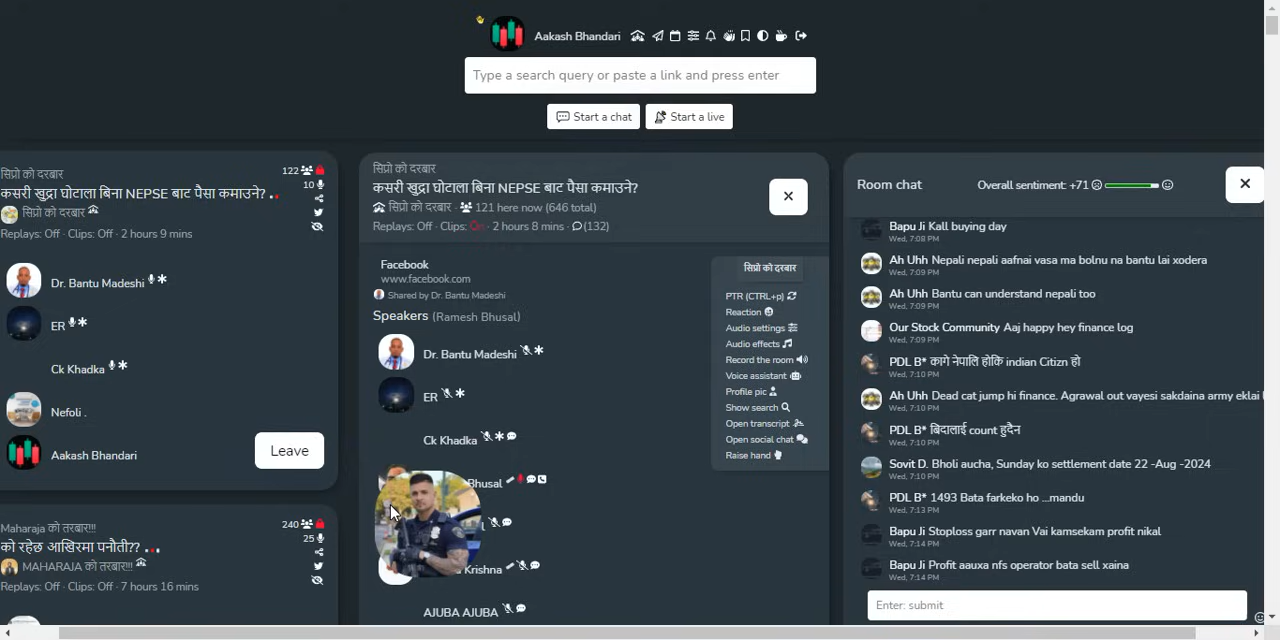 Aakash Bhandari
Type a search query or paste a link and press enter
Start a chat
Start a live
सिप्रो को दरबार
122
कसरी खुद्रा घोटाला बिना NEPSE बाट पैसा कमाउने?
10
सिप्रो को दरबार
Replays: Off · Clips: Off · 2 hours 9 mins
Dr. Bantu Madeshi
ER
Ck Khadka
Nefoli .
Aakash Bhandari
Leave
Maharaja को तरबार!!!
240
को रहेछ आखिरमा पनौती??
25
MAHARAJA को तरबार!!!
Replays: Off · Clips: Off · 7 hours 16 mins
सिप्रो को दरबार
कसरी खुद्रा घोटाला बिना NEPSE बाट पैसा कमाउने?
सिप्रो को दरबार · 121 here now (646 total)
Replays: Off · Clips: On · 2 hours 8 mins · (132)
Facebook
www.facebook.com
Shared by Dr. Bantu Madeshi
Speakers (Ramesh Bhusal)
Dr. Bantu Madeshi
ER
Ck Khadka
Bhusal
Krishna
AJUBA AJUBA
सिप्रो को दरबार
PTR (CTRL+p)
Reaction
Audio settings
Audio effects
Record the room
Voice assistant
Profile pic
Show search
Open transcript
Open social chat
Raise hand
Room chat
Overall sentiment: +71
Bapu Ji Kall buying day
Wed, 7:08 PM
Ah Uhh Nepali nepali aafnai vasa ma bolnu na bantu lai xodera
Wed, 7:09 PM
Ah Uhh Bantu can understand nepali too
Wed, 7:09 PM
Our Stock Community Aaj happy hey finance log
Wed, 7:09 PM
PDL B* कागे नेपालि होकि indian Citizn हो
Wed, 7:10 PM
Ah Uhh Dead cat jump hi finance. Agrawal out vayesi sakdaina army eklai
Wed, 7:10 PM
PDL B* बिदालाई count हुदैन
Wed, 7:10 PM
Sovit D. Bholi aucha, Sunday ko settlement date 22 -Aug -2024
Wed, 7:10 PM
PDL B* 1493 Bata farkeko ho ...mandu
Wed, 7:13 PM
Bapu Ji Stoploss garr navan Vai kamsekam profit nikal
Wed, 7:14 PM
Bapu Ji Profit aauxa nfs operator bata sell xaina
Wed, 7:14 PM
Enter: submit